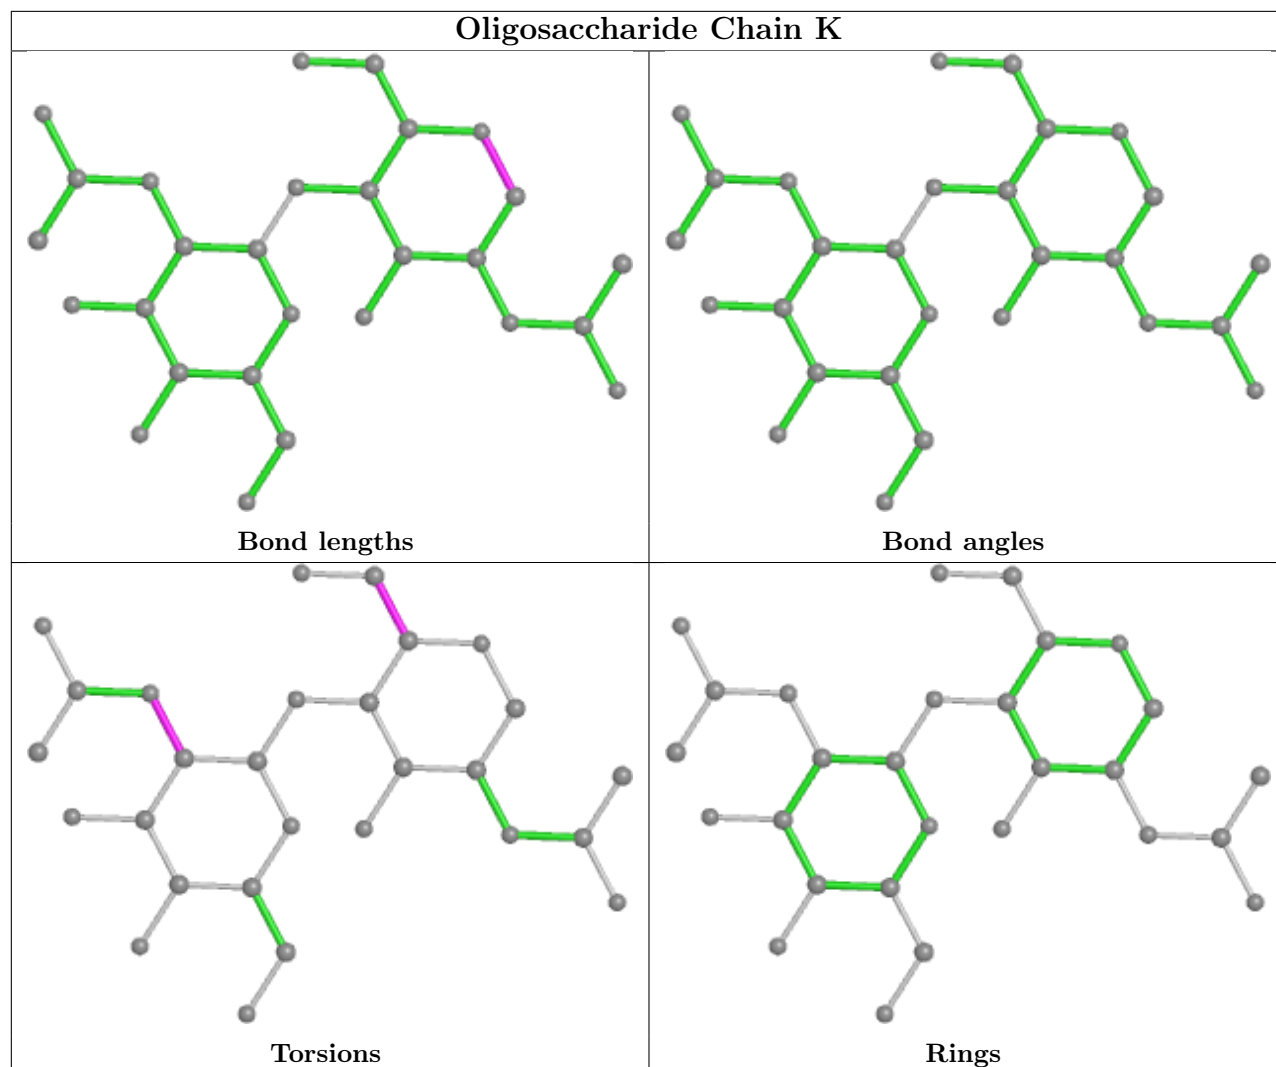 Oligosaccharide Chain K
Bond lengths
Bond angles
Torsions
Rings